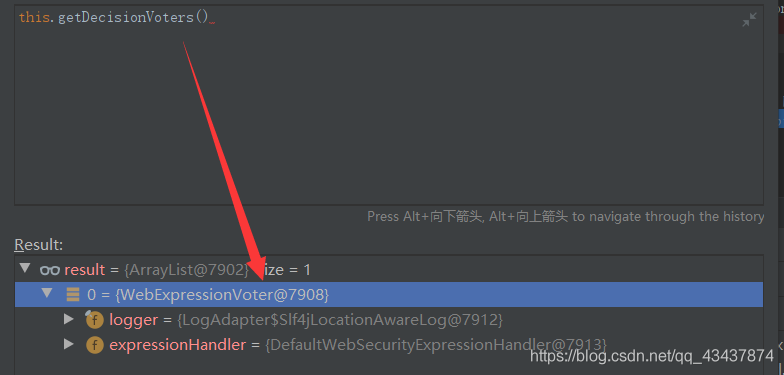 this.getDecisionVoters()
Press Alt+向下箭头, Alt+向上箭头 to navigate through the history
Result:
result = {ArrayList@7902} size = 1
0 = {WebExpressionVoter@7908}
logger = {LogAdapter$Slf4jLocationAwareLog@7912}
expressionHandler = {DefaultWebSecurityExpressionHandler@7913}
https://blog.csdn.net/qq_43437874